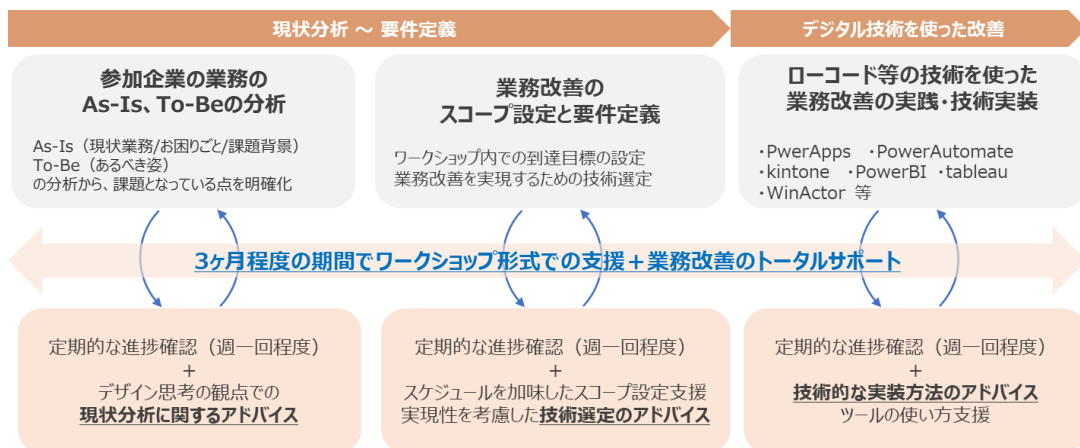 現状分析 ～ 要件定義
デジタル技術を使った改善
参加企業の業務の
As-Is、To-Beの分析
As-Is（現状業務/お困りごと/課題背景）
To-Be（あるべき姿）
の分析から、課題となっている点を明確化
業務改善の
スコープ設定と要件定義
ワークショップ内での到達目標の設定
業務改善を実現するための技術選定
ローコード等の技術を使った
業務改善の実践・技術実装
・PwerApps ・PowerAutomate
・kintone ・PowerBI ・tableau
・WinActor 等
3ヶ月程度の期間でワークショップ形式での支援＋業務改善のトータルサポート
定期的な進捗確認（週一回程度）
+
デザイン思考の観点での
現状分析に関するアドバイス
定期的な進捗確認（週一回程度）
+
スケジュールを加味したスコープ設定支援
実現性を考慮した技術選定のアドバイス
定期的な進捗確認（週一回程度）
+
技術的な実装方法のアドバイス
ツールの使い方支援